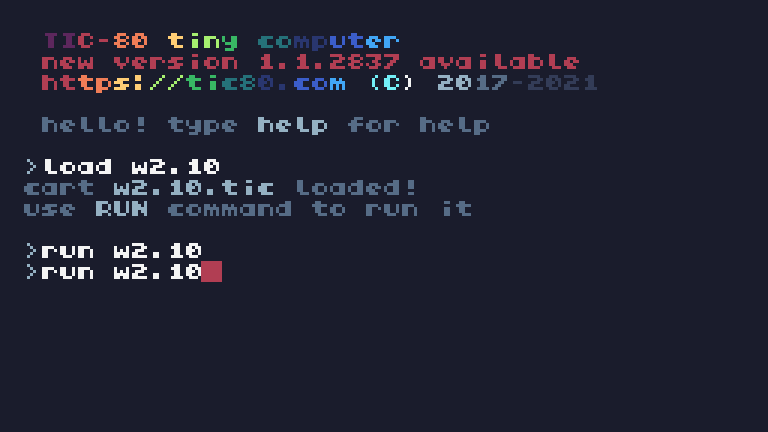 TIC-80 tiny computer
new version 1.1.2837 available
https://tic80.com (C) 2017-2021
hello! type help for help
>load w2.10
cart w2.10.tic loaded!
use RUN command to run it
>run w2.10
>run w2.10